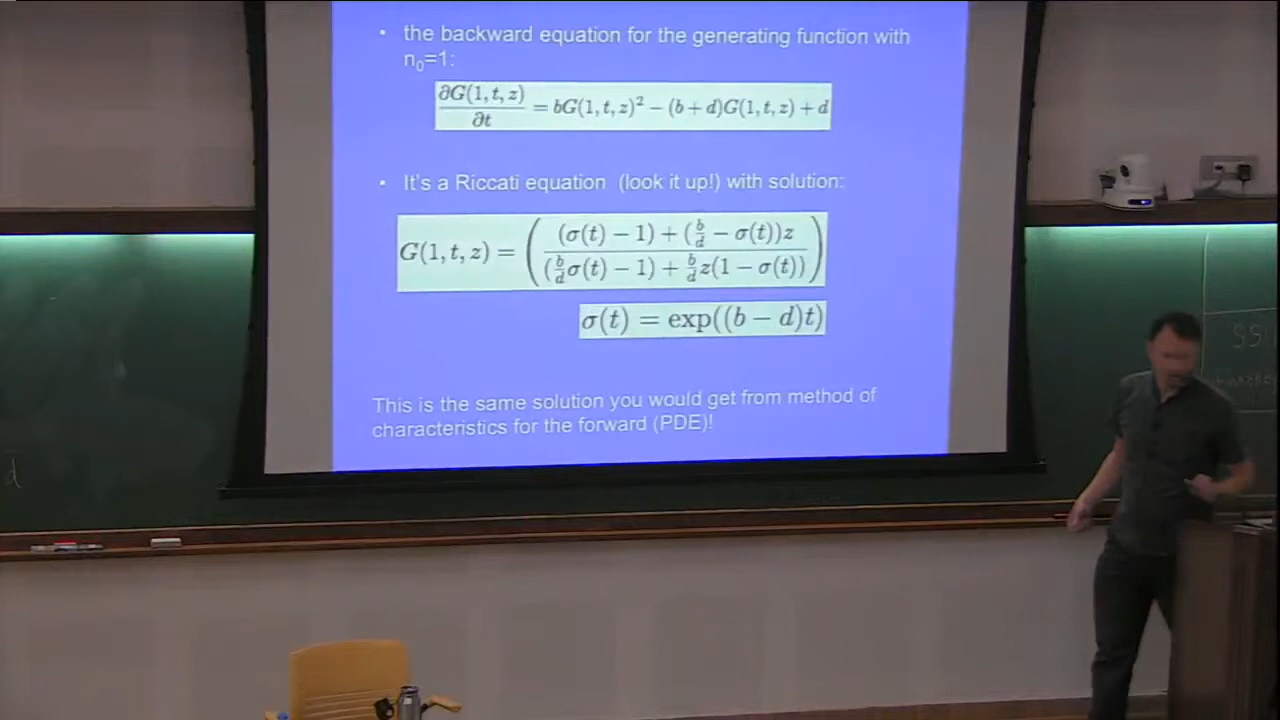 • the backward equation for the generating function with
n₀=1:
∂G(1, t, z)/∂t = bG(1, t, z)² − (b + d)G(1, t, z) + d
• It's a Riccati equation (look it up!) with solution:
G(1, t, z) = ( ((σ(t) − 1) + (b/d − σ(t))z) / ((b/d σ(t) − 1) + b/d z(1 − σ(t))) )
σ(t) = exp((b − d)t)
This is the same solution you would get from method of
characteristics for the forward (PDE)!
d
SS